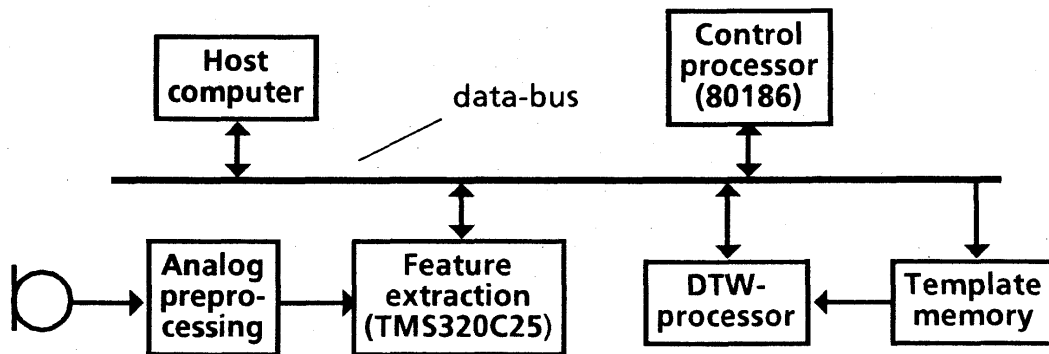 Host
computer
Control
processor
(80186)
data-bus
Analog
prepro-
cessing
Feature
extraction
(TMS320C25)
DTW-
processor
Template
memory